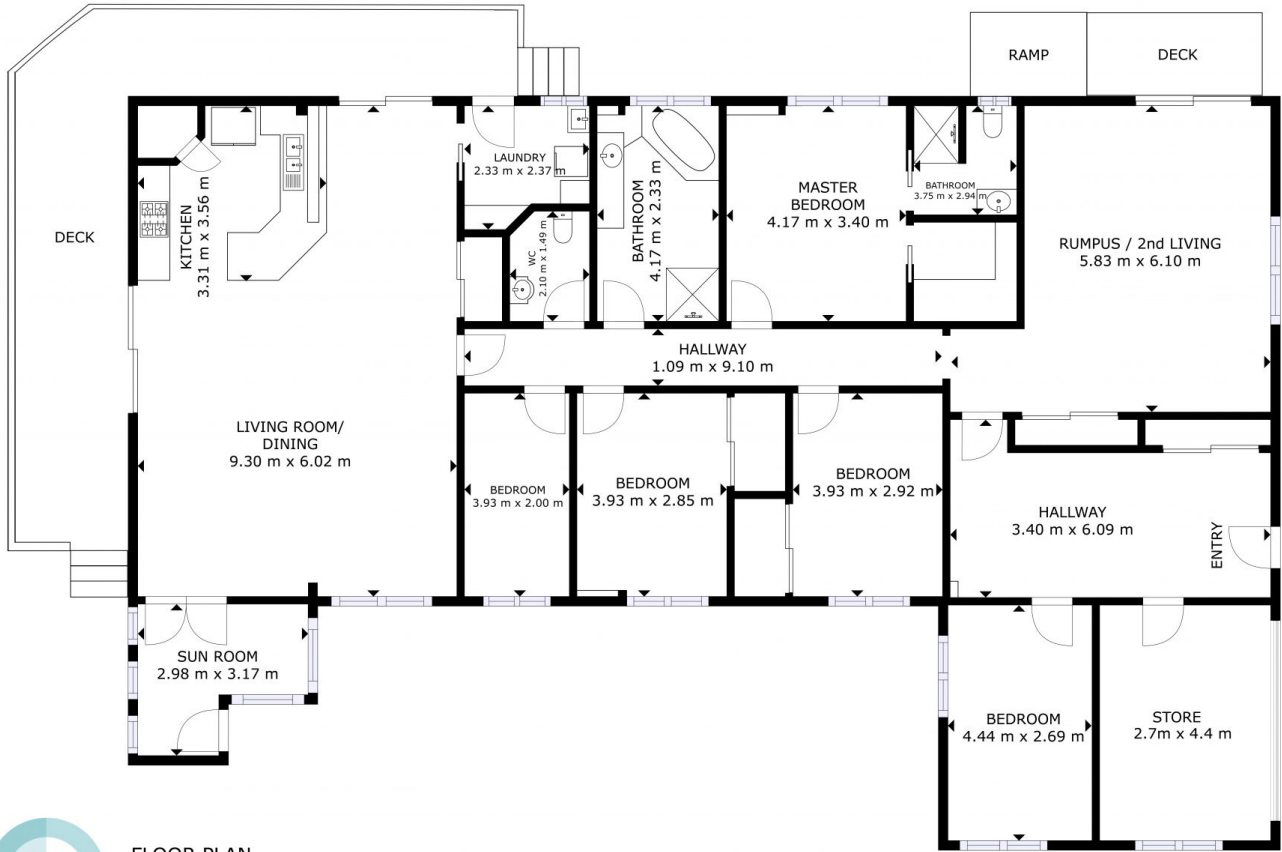 RAMP
DECK
DECK
KITCHEN
3.31 m x 3.56 m
LAUNDRY
2.33 m x 2.37 m
WC
2.10 m x 1.49 m
BATHROOM
4.17 m x 2.33 m
MASTER
BEDROOM
4.17 m x 3.40 m
BATHROOM
3.75 m x 2.94 m
RUMPUS / 2nd LIVING
5.83 m x 6.10 m
HALLWAY
1.09 m x 9.10 m
LIVING ROOM/
DINING
9.30 m x 6.02 m
BEDROOM
3.93 m x 2.00 m
BEDROOM
3.93 m x 2.85 m
BEDROOM
3.93 m x 2.92 m
HALLWAY
3.40 m x 6.09 m
ENTRY
SUN ROOM
2.98 m x 3.17 m
BEDROOM
4.44 m x 2.69 m
STORE
2.7m x 4.4 m
FLOOR PLAN